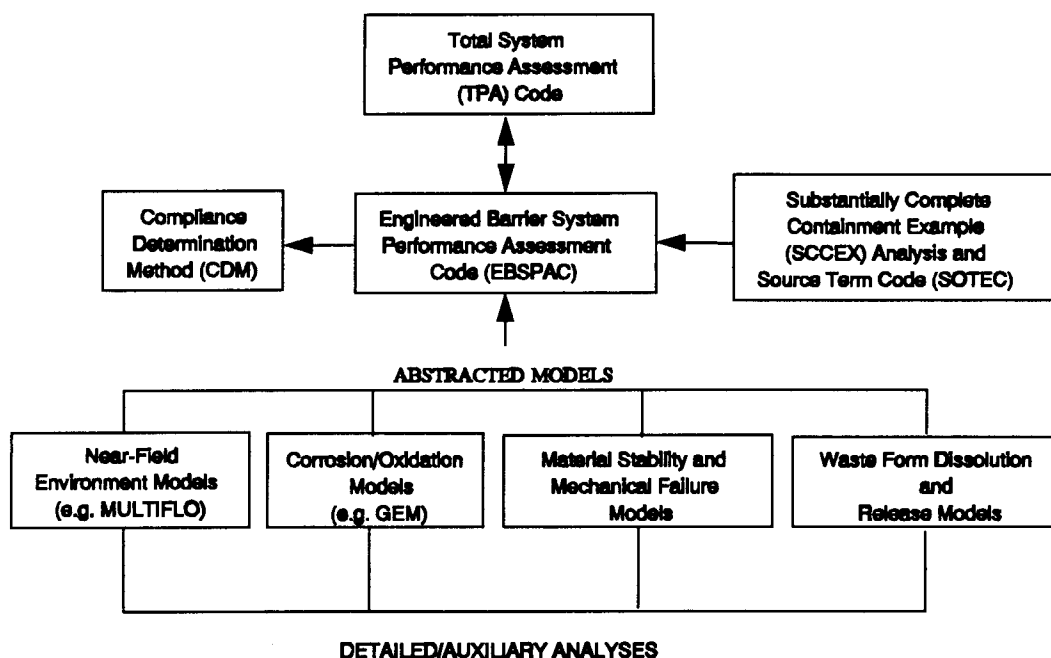 Total System
Performance Assessment
(TPA) Code
Compliance
Determination
Method (CDM)
Engineered Barrier System
Performance Assessment
Code (EBSPAC)
Substantially Complete
Containment Example
(SCCEX) Analysis and
Source Term Code (SOTEC)
ABSTRACTED MODELS
Near-Field
Environment Models
(e.g. MULTIFLO)
Corrosion/Oxidation
Models
(e.g. GEM)
Material Stability and
Mechanical Failure
Models
Waste Form Dissolution
and
Release Models
DETAILED/AUXILIARY ANALYSES